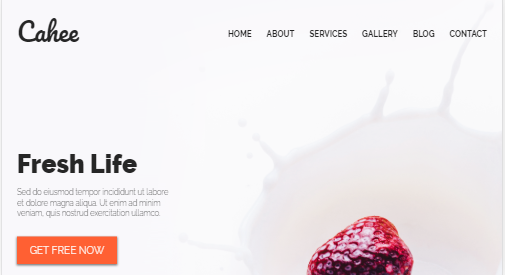 Cahee
HOME ABOUT SERVICES GALLERY BLOG CONTACT
Fresh Life
Sed do eiusmod tempor incididunt ut labore
et dolore magna aliqua. Ut enim ad minim
veniam, quis nostrud exercitation ullamco.
GET FREE NOW